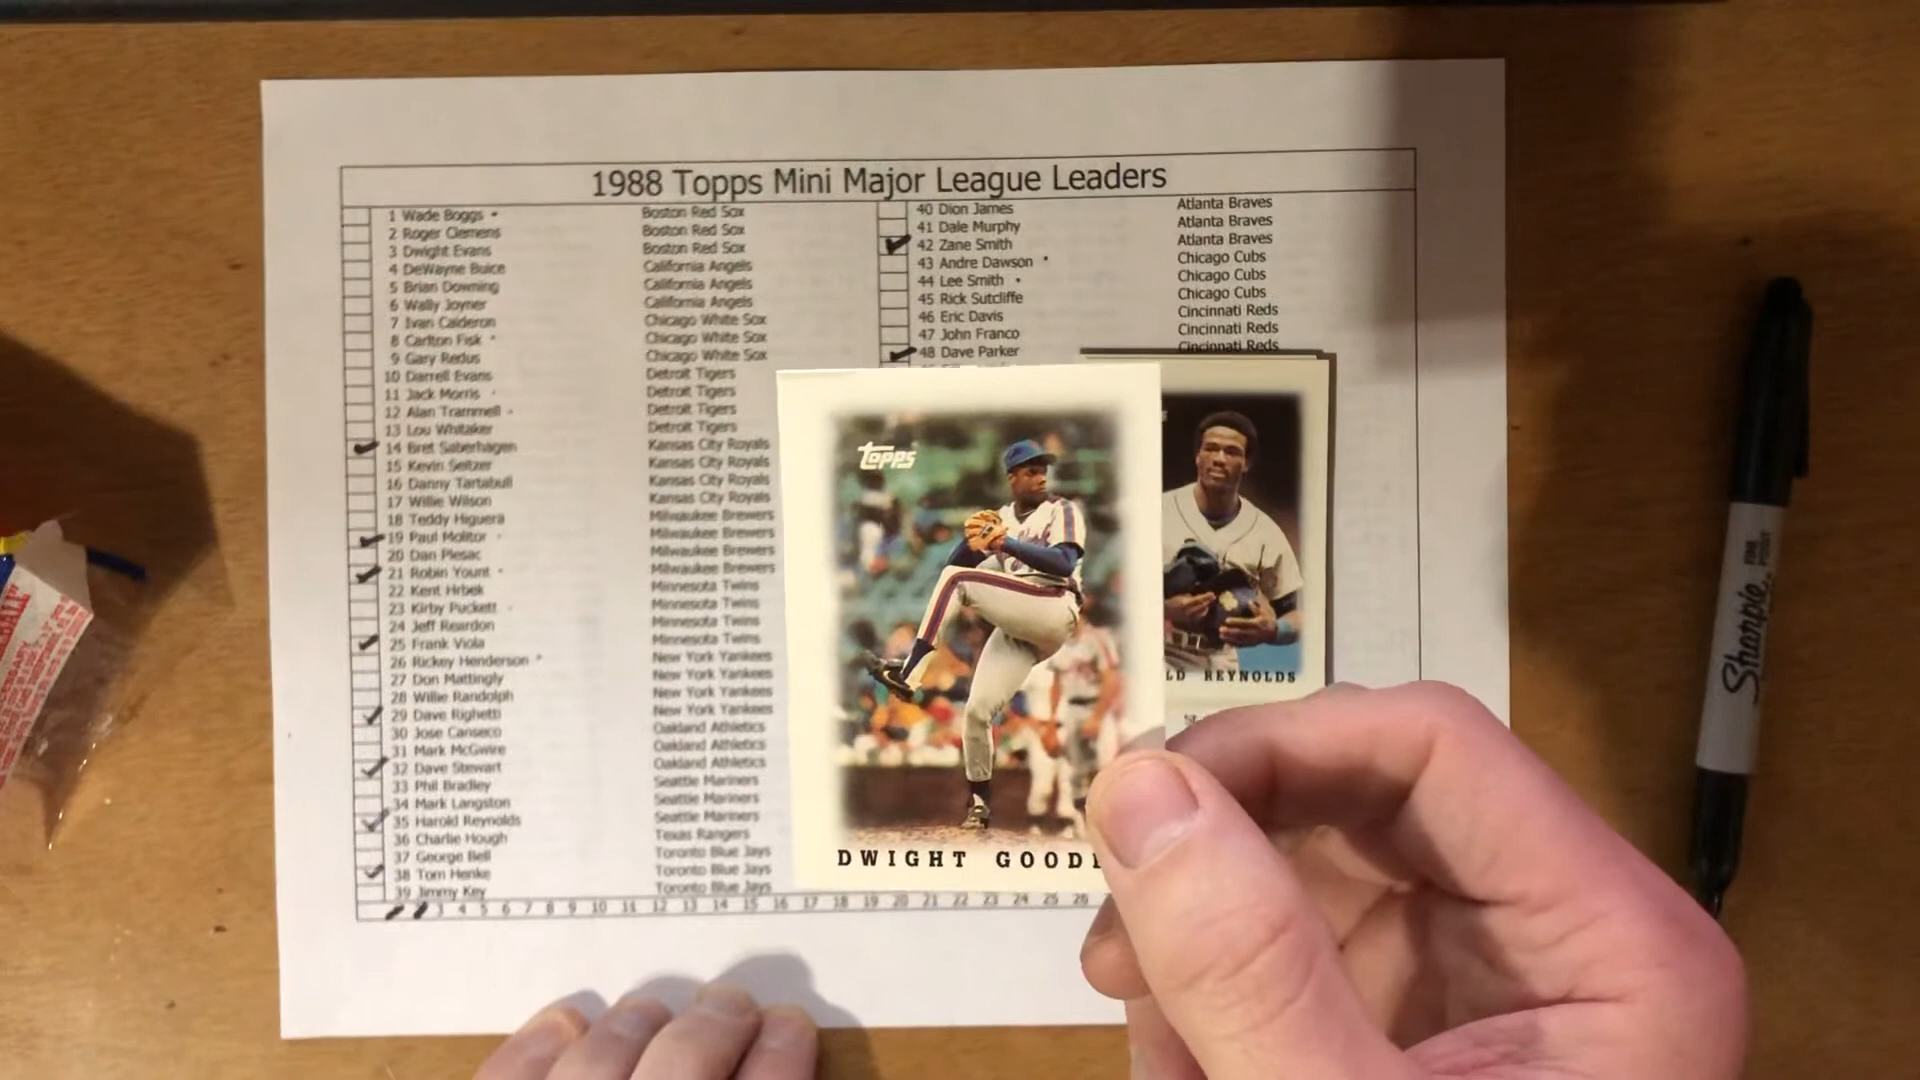 1988 Topps Mini Major League Leaders
1 Wade Boggs • Boston Red Sox
2 Roger Clemens Boston Red Sox
3 Dwight Evans Boston Red Sox
4 DeWayne Buice California Angels
5 Brian Downing California Angels
6 Wally Joyner California Angels
7 Ivan Calderon Chicago White Sox
8 Carlton Fisk • Chicago White Sox
9 Gary Redus Chicago White Sox
10 Darrell Evans Detroit Tigers
11 Jack Morris • Detroit Tigers
12 Alan Trammell • Detroit Tigers
13 Lou Whitaker Detroit Tigers
14 Bret Saberhagen Kansas City Royals
15 Kevin Seitzer Kansas City Royals
16 Danny Tartabull Kansas City Royals
17 Willie Wilson Kansas City Royals
18 Teddy Higuera Milwaukee Brewers
19 Paul Molitor • Milwaukee Brewers
20 Dan Plesac Milwaukee Brewers
21 Robin Yount • Milwaukee Brewers
22 Kent Hrbek Minnesota Twins
23 Kirby Puckett • Minnesota Twins
24 Jeff Reardon Minnesota Twins
25 Frank Viola Minnesota Twins
26 Rickey Henderson • New York Yankees
27 Don Mattingly New York Yankees
28 Willie Randolph New York Yankees
29 Dave Righetti New York Yankees
30 Jose Canseco Oakland Athletics
31 Mark McGwire Oakland Athletics
32 Dave Stewart Oakland Athletics
33 Phil Bradley Seattle Mariners
34 Mark Langston Seattle Mariners
35 Harold Reynolds Seattle Mariners
36 Charlie Hough Texas Rangers
37 George Bell Toronto Blue Jays
38 Tom Henke Toronto Blue Jays
39 Jimmy Key Toronto Blue Jays
3 4 5 6 7 8 9 10 11 12 13 14 15 16 17 18 19 20 21 22 23 24 25 26
40 Dion James Atlanta Braves
41 Dale Murphy Atlanta Braves
42 Zane Smith Atlanta Braves
43 Andre Dawson • Chicago Cubs
44 Lee Smith • Chicago Cubs
45 Rick Sutcliffe Chicago Cubs
46 Eric Davis Cincinnati Reds
47 John Franco Cincinnati Reds
48 Dave Parker Cincinnati Reds
topps
DWIGHT GOOD
LD REYNOLDS
Sharpie
FINE POINT